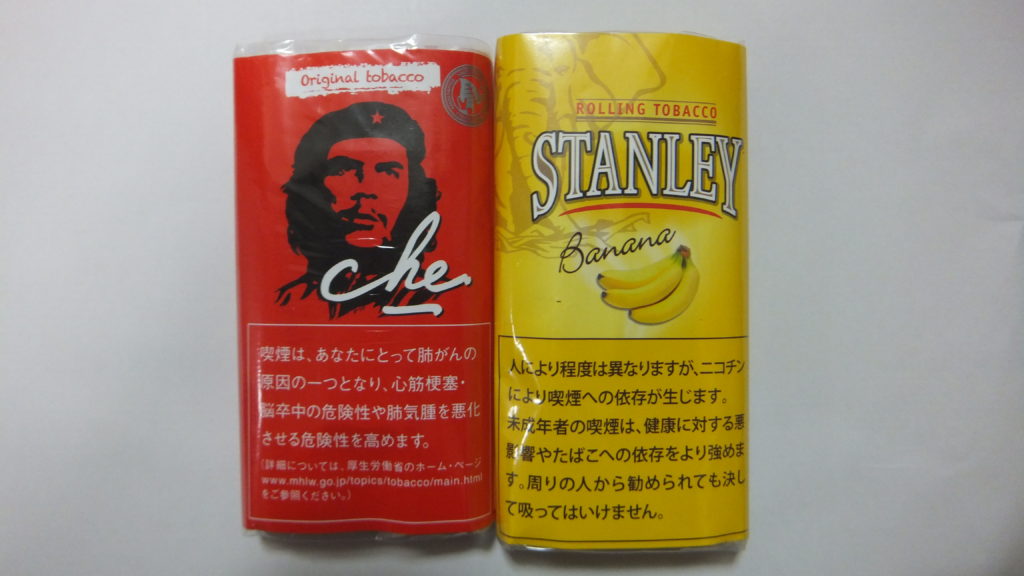 Original tobacco
che
喫煙は、あなたにとって肺がんの
原因の一つとなり、心筋梗塞・
脳卒中の危険性や肺気腫を悪化
させる危険性を高めます。
(詳細については、厚生労働省のホーム・ページ
www.mhlw.go.jp/topics/tobacco/main.html
をご参照ください。)
ROLLING TOBACCO
STANLEY
Banana
人により程度は異なりますが、ニコチン
により喫煙への依存が生じます。
未成年者の喫煙は、健康に対する悪
影響やたばこへの依存をより強めま
す。周りの人から勧められても決し
て吸ってはいけません。